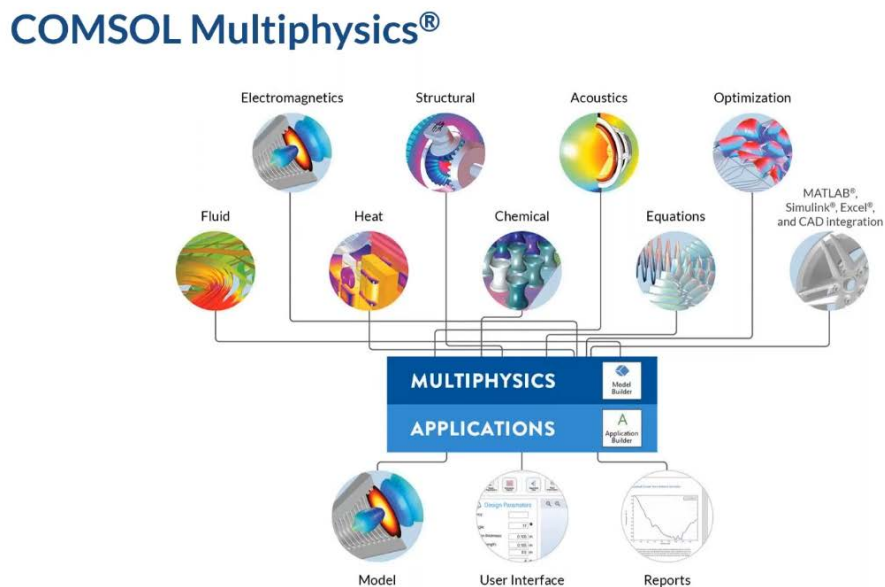 COMSOL Multiphysics®
Electromagnetics
Structural
Acoustics
Optimization
Fluid
Heat
Chemical
Equations
MATLAB®,
Simulink®, Excel®,
and CAD integration
MULTIPHYSICS
Model
Builder
APPLICATIONS
A
Application
Builder
Design Parameters
Model
User Interface
Reports